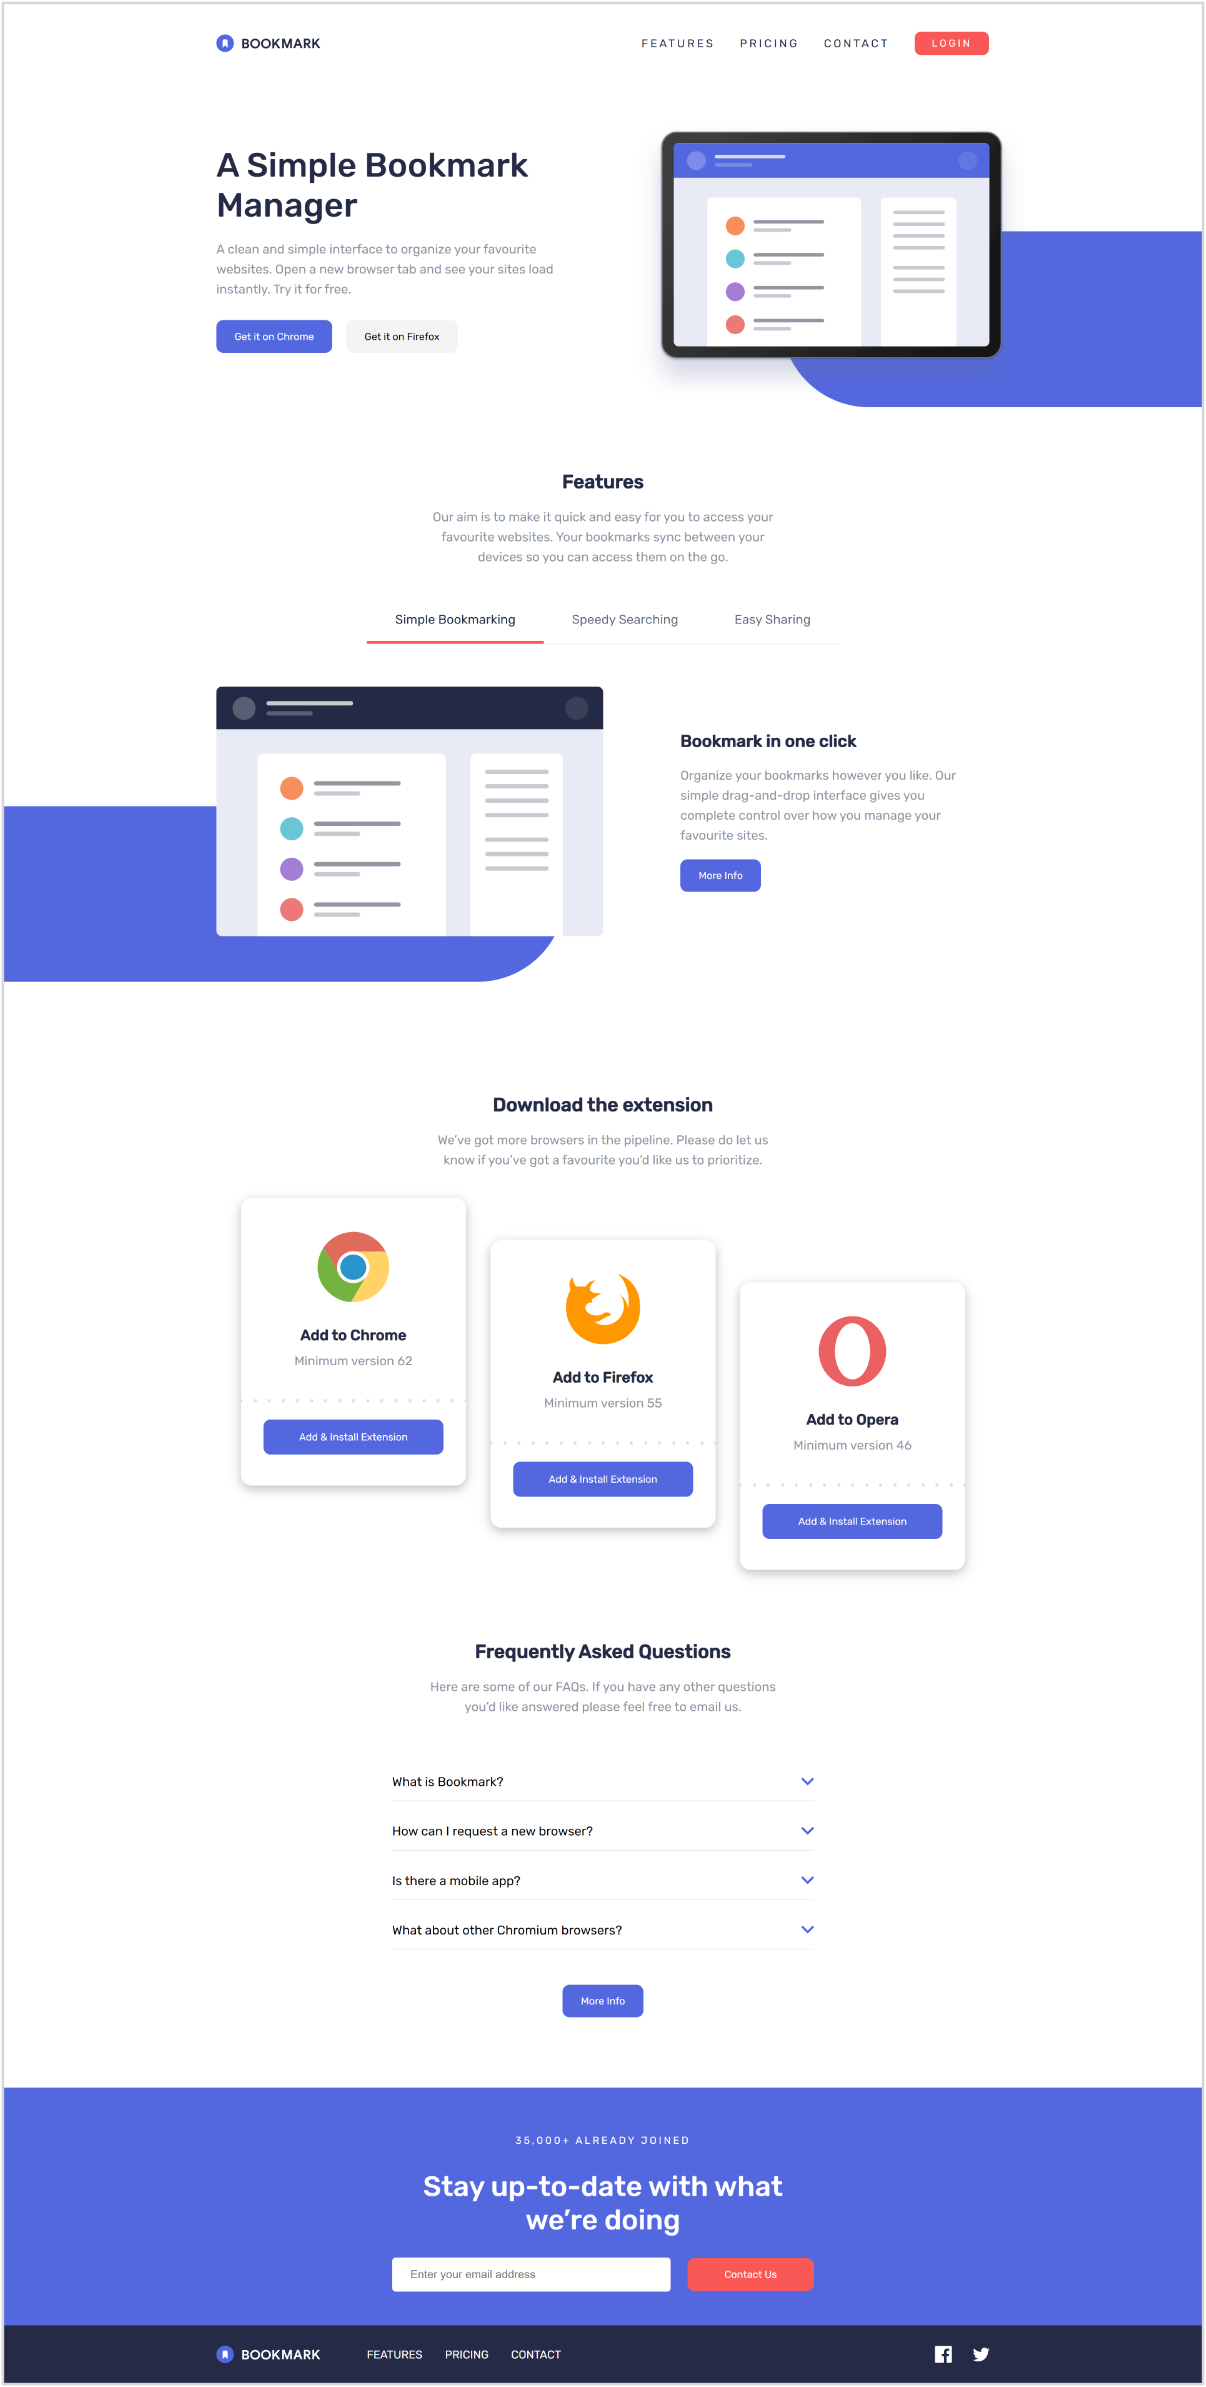 BOOKMARK
FEATURES PRICING CONTACT LOGIN
A Simple Bookmark
Manager
A clean and simple interface to organize your favourite
websites. Open a new browser tab and see your sites load
instantly. Try it for free.
Get it on Chrome Get it on Firefox
Features
Our aim is to make it quick and easy for you to access your
favourite websites. Your bookmarks sync between your
devices so you can access them on the go.
Simple Bookmarking Speedy Searching Easy Sharing
Bookmark in one click
Organize your bookmarks however you like. Our
simple drag-and-drop interface gives you
complete control over how you manage your
favourite sites.
More Info
Download the extension
We’ve got more browsers in the pipeline. Please do let us
know if you’ve got a favourite you’d like us to prioritize.
Add to Chrome
Minimum version 62
Add & Install Extension
Add to Firefox
Minimum version 55
Add & Install Extension
Add to Opera
Minimum version 46
Add & Install Extension
Frequently Asked Questions
Here are some of our FAQs. If you have any other questions
you’d like answered please feel free to email us.
What is Bookmark?
How can I request a new browser?
Is there a mobile app?
What about other Chromium browsers?
More Info
35,000+ ALREADY JOINED
Stay up-to-date with what
we’re doing
Enter your email address Contact Us
BOOKMARK FEATURES PRICING CONTACT